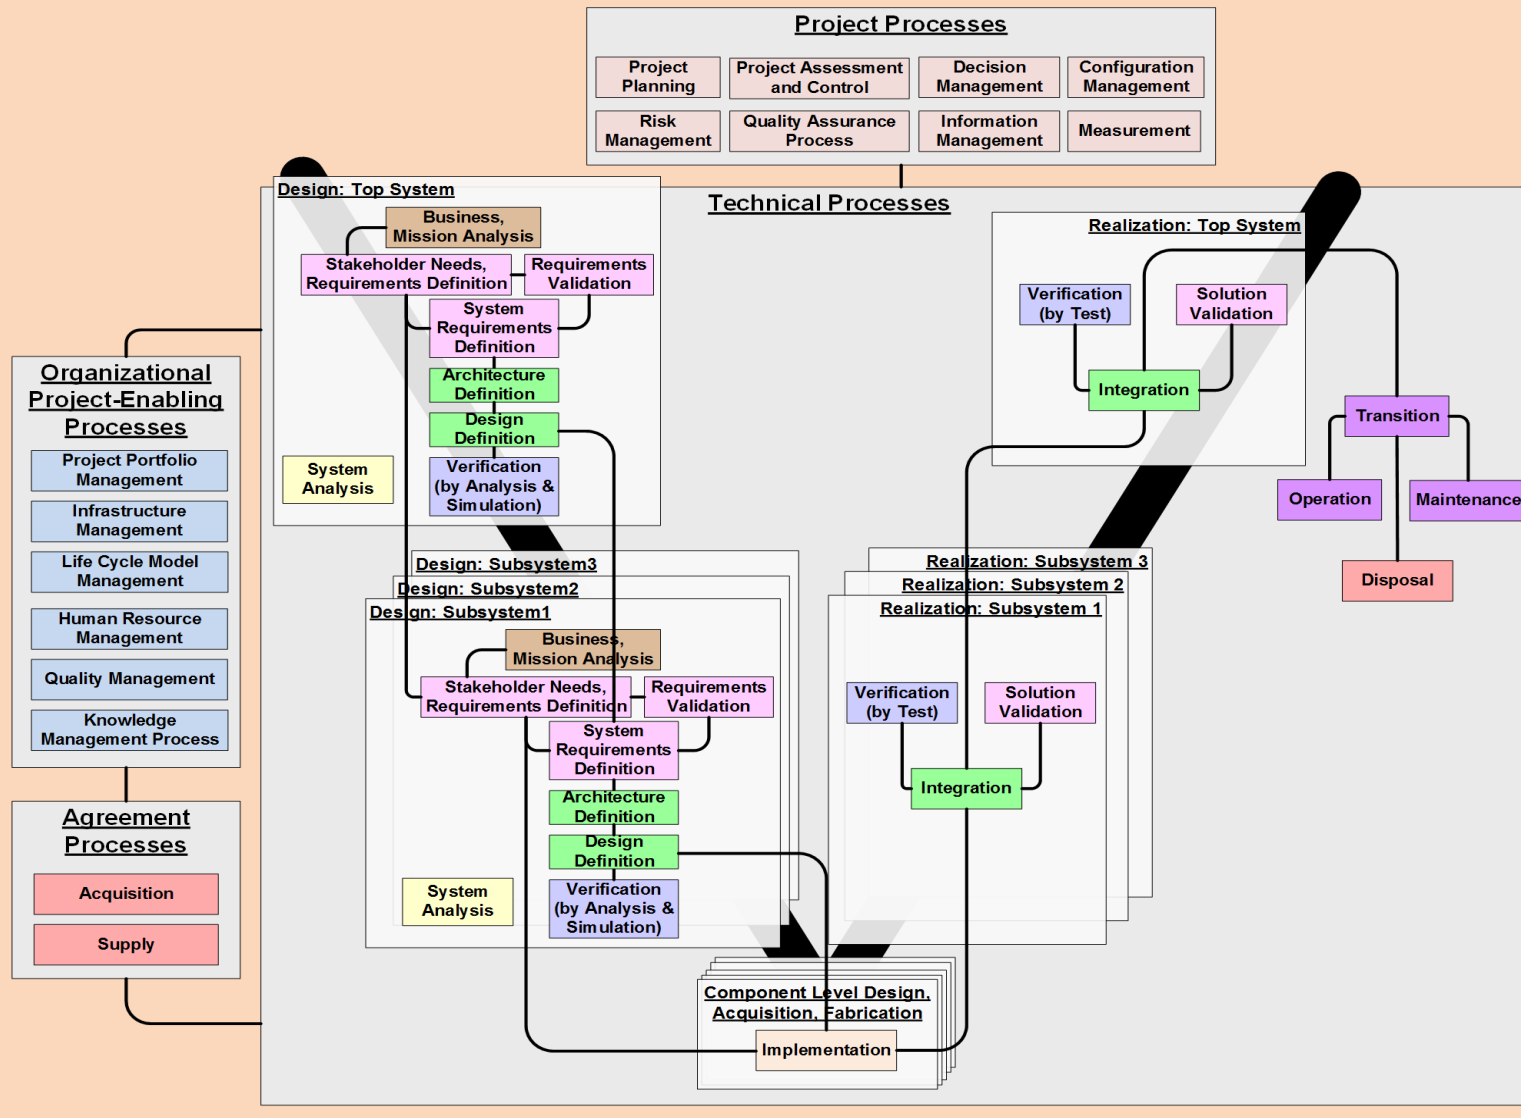 Project Processes
Project
Planning
Project Assessment
and Control
Decision
Management
Configuration
Management
Risk
Management
Quality Assurance
Process
Information
Management
Measurement
Technical Processes
Design: Top System
Business,
Mission Analysis
Stakeholder Needs,
Requirements Definition
Requirements
Validation
System
Requirements
Definition
Architecture
Definition
Design
Definition
Verification
(by Analysis &
Simulation)
System
Analysis
Realization: Top System
Verification
(by Test)
Solution
Validation
Integration
Transition
Operation
Maintenance
Disposal
Organizational
Project-Enabling
Processes
Project Portfolio
Management
Infrastructure
Management
Life Cycle Model
Management
Human Resource
Management
Quality Management
Knowledge
Management Process
Agreement
Processes
Acquisition
Supply
Design: Subsystem3
Design: Subsystem2
Design: Subsystem1
Business,
Mission Analysis
Stakeholder Needs,
Requirements Definition
Requirements
Validation
System
Requirements
Definition
Architecture
Definition
Design
Definition
Verification
(by Analysis &
Simulation)
System
Analysis
Realization: Subsystem 3
Realization: Subsystem 2
Realization: Subsystem 1
Verification
(by Test)
Solution
Validation
Integration
Component Level Design,
Acquisition, Fabrication
Implementation